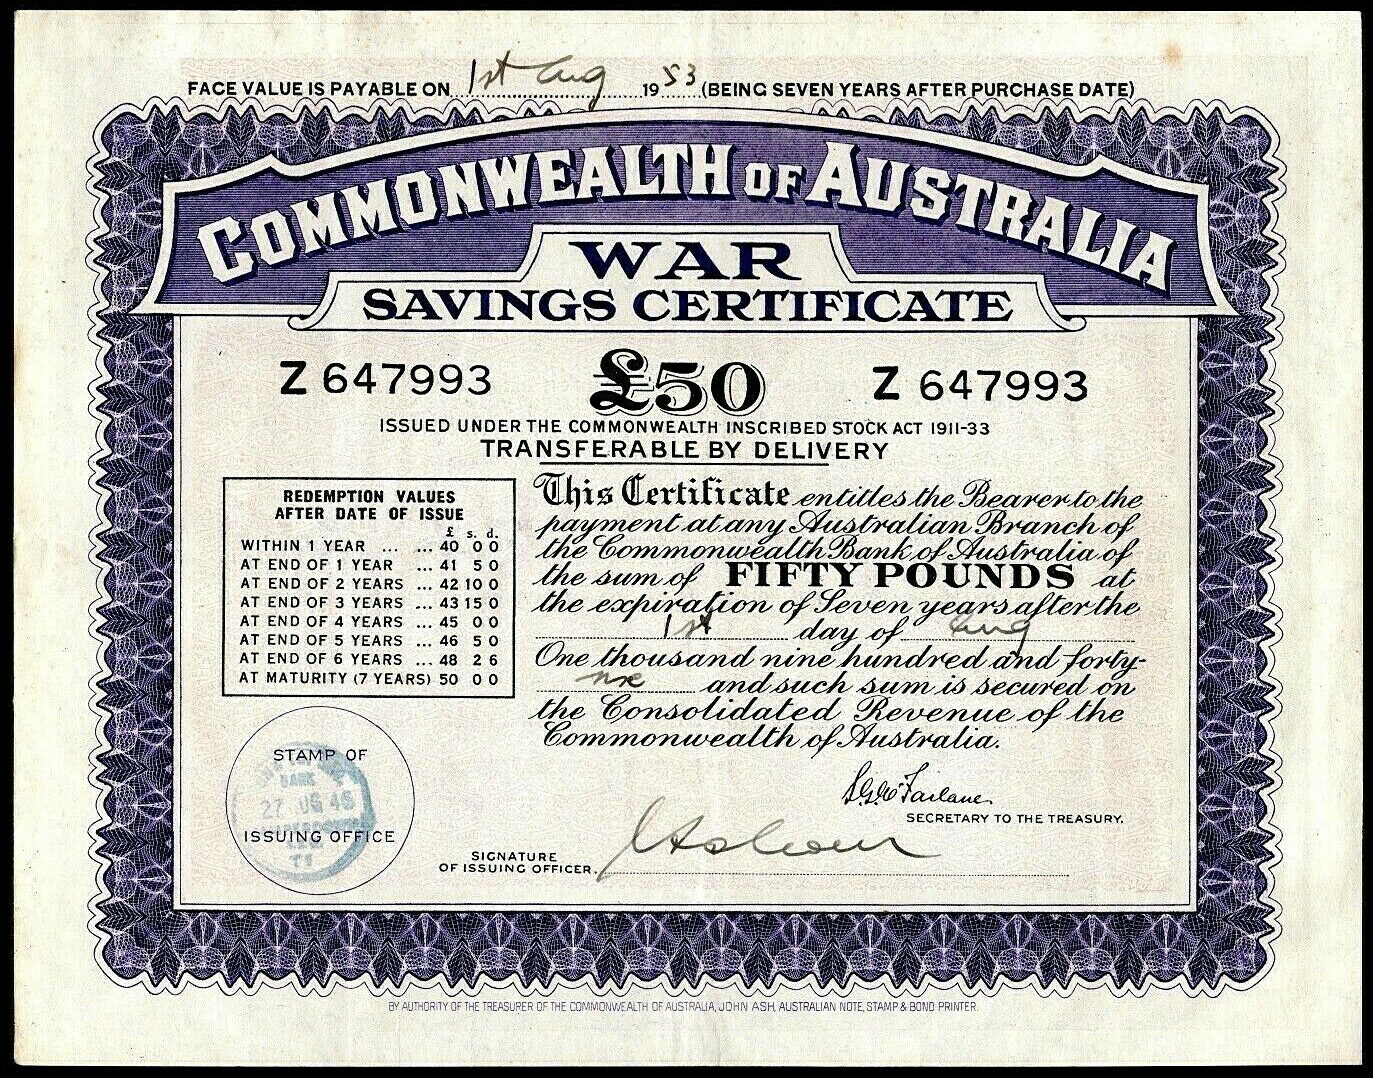 FACE VALUE IS PAYABLE ON 1st Aug 1953 (BEING SEVEN YEARS AFTER PURCHASE DATE)
COMMONWEALTH OF AUSTRALIA
WAR
SAVINGS CERTIFICATE
Z 647993 £50 Z 647993
ISSUED UNDER THE COMMONWEALTH INSCRIBED STOCK ACT 1911-33
TRANSFERABLE BY DELIVERY
REDEMPTION VALUES
AFTER DATE OF ISSUE
£ s. d.
WITHIN 1 YEAR ... ... 40 0 0
AT END OF 1 YEAR ... 41 5 0
AT END OF 2 YEARS ... 42 10 0
AT END OF 3 YEARS ... 43 15 0
AT END OF 4 YEARS ... 45 0 0
AT END OF 5 YEARS ... 46 5 0
AT END OF 6 YEARS ... 48 2 6
AT MATURITY (7 YEARS) 50 0 0
This Certificate entitles the Bearer to the
payment at any Australian Branch of
the Commonwealth Bank of Australia of
the sum of FIFTY POUNDS at
the expiration of Seven years after the
1st day of Aug
One thousand nine hundred and forty-
and such sum is secured on
the Consolidated Revenue of the
Commonwealth of Australia.
STAMP OF
BANK
27 UG 46
ISSUING OFFICE
S.G. McFarlane
SECRETARY TO THE TREASURY.
SIGNATURE
OF ISSUING OFFICER.
BY AUTHORITY OF THE TREASURER OF THE COMMONWEALTH OF AUSTRALIA, JOHN ASH, AUSTRALIAN NOTE, STAMP & BOND PRINTER.